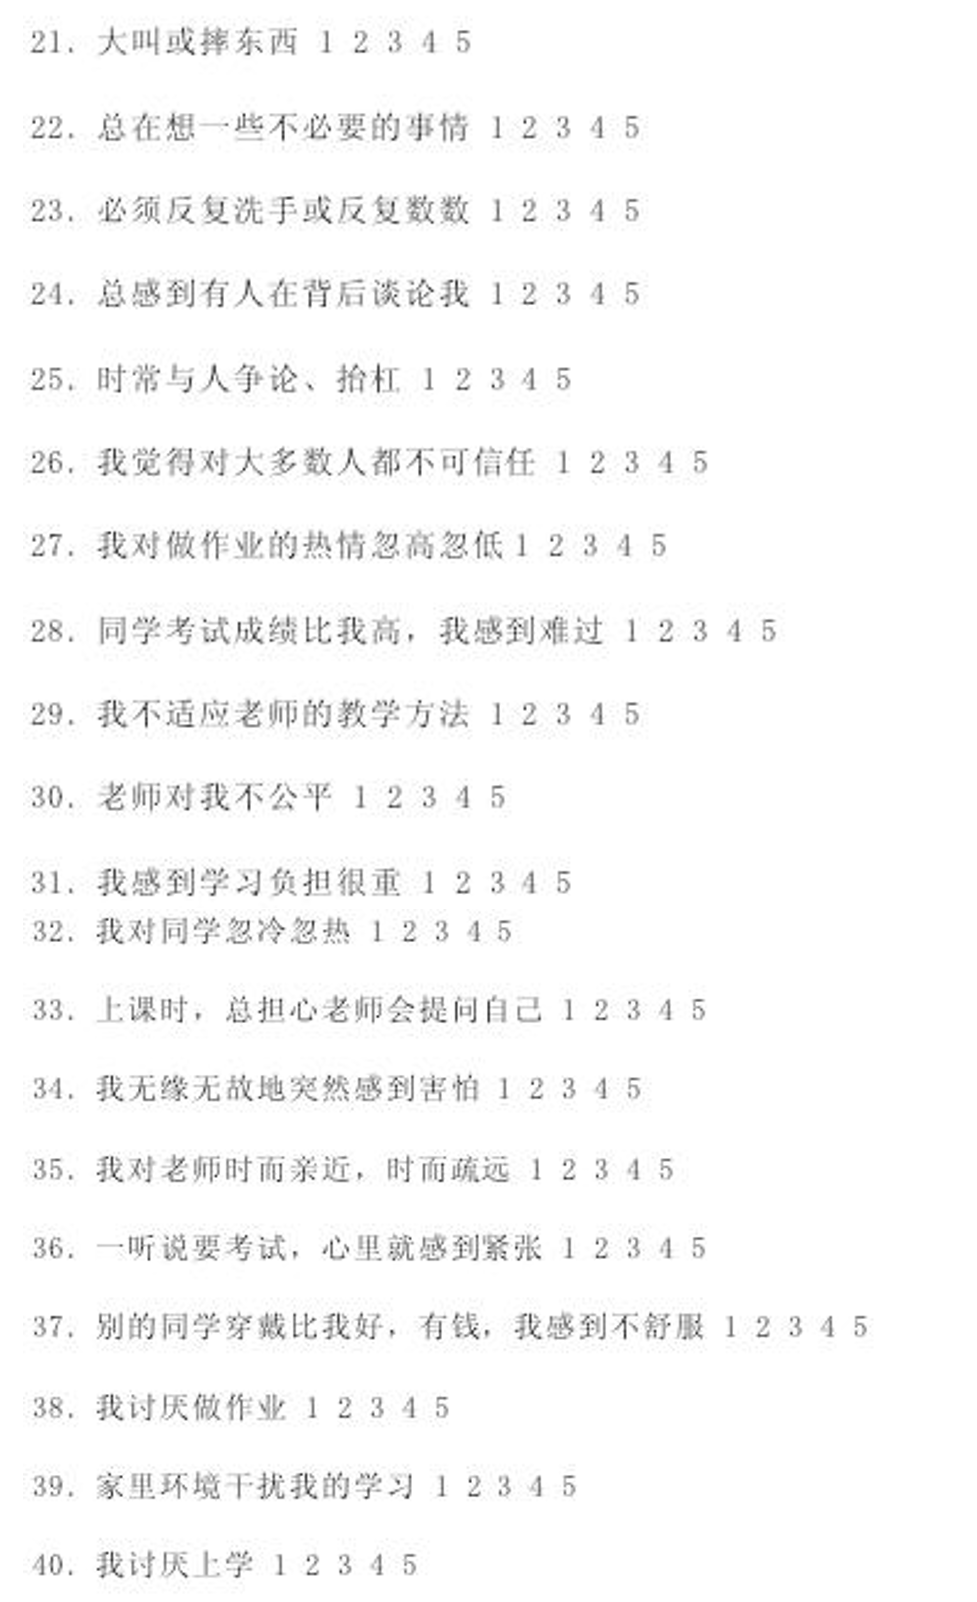 21. 大叫或摔东西 1 2 3 4 5
22. 总在想一些不必要的事情 1 2 3 4 5
23. 必须反复洗手或反复数数 1 2 3 4 5
24. 总感到有人在背后谈论我 1 2 3 4 5
25. 时常与人争论、抬杠 1 2 3 4 5
26. 我觉得对大多数人都不可信任 1 2 3 4 5
27. 我对做作业的热情忽高忽低 1 2 3 4 5
28. 同学考试成绩比我高，我感到难过 1 2 3 4 5
29. 我不适应老师的教学方法 1 2 3 4 5
30. 老师对我不公平 1 2 3 4 5
31. 我感到学习负担很重 1 2 3 4 5
32. 我对同学忽冷忽热 1 2 3 4 5
33. 上课时，总担心老师会提问自己 1 2 3 4 5
34. 我无缘无故地突然感到害怕 1 2 3 4 5
35. 我对老师时而亲近，时而疏远 1 2 3 4 5
36. 一听说要考试，心里就感到紧张 1 2 3 4 5
37. 别的同学穿戴比我好，有钱，我感到不舒服 1 2 3 4 5
38. 我讨厌做作业 1 2 3 4 5
39. 家里环境干扰我的学习 1 2 3 4 5
40. 我讨厌上学 1 2 3 4 5